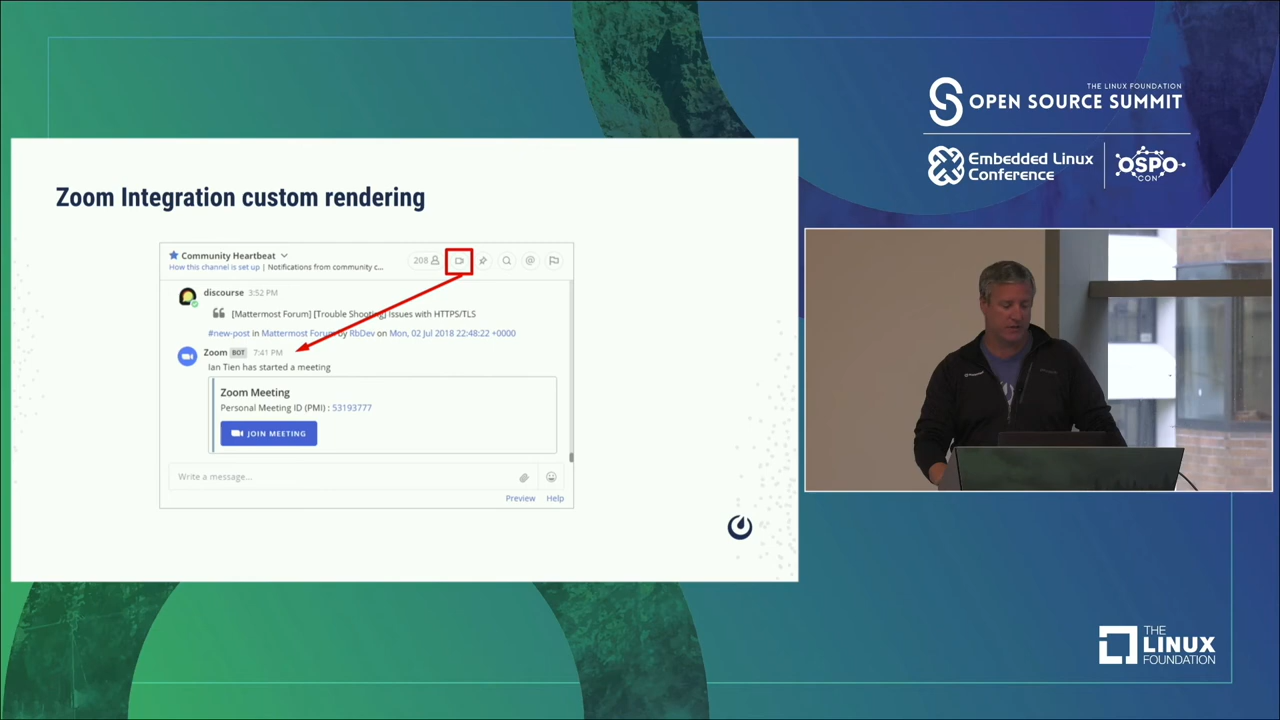 THE LINUX FOUNDATION
OPEN SOURCE SUMMIT
Embedded Linux
Conference
OSPO
CON
Zoom Integration custom rendering
Community Heartbeat
208
How this channel is set up | Notifications from community c...
discourse 3:52 PM
[Mattermost Forum] [Trouble Shooting] Issues with HTTPS/TLS
#new-post in Mattermost Forum by RbDev on Mon, 02 Jul 2018 22:48:22 +0000
Zoom BOT 7:41 PM
Ian Tien has started a meeting
Zoom Meeting
Personal Meeting ID (PMI) : 53193777
JOIN MEETING
Write a message...
Preview Help
THE
LINUX
FOUNDATION